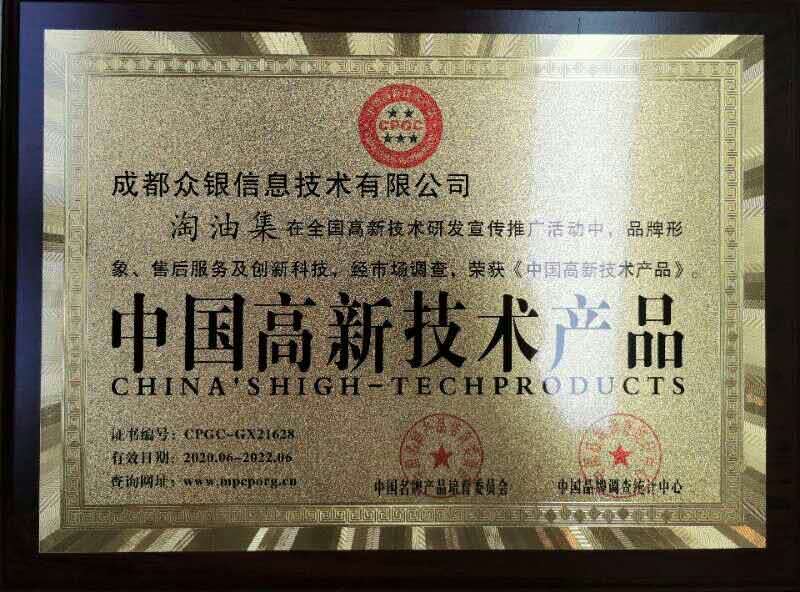 CPGC
成都众银信息技术有限公司
淘油集在全国高新技术研发宣传推广活动中，品牌形
象、售后服务及创新科技，经市场调查，荣获《中国高新技术产品》。
中国高新技术产品
CHINA'SHIGH-TECHPRODUCTS
证书编号：CPGC-GX21628
有效日期：2020.06-2022.06
查询网址：www.mpcporg.cn
中国名牌产品培育委员会
中国品牌调查统计中心